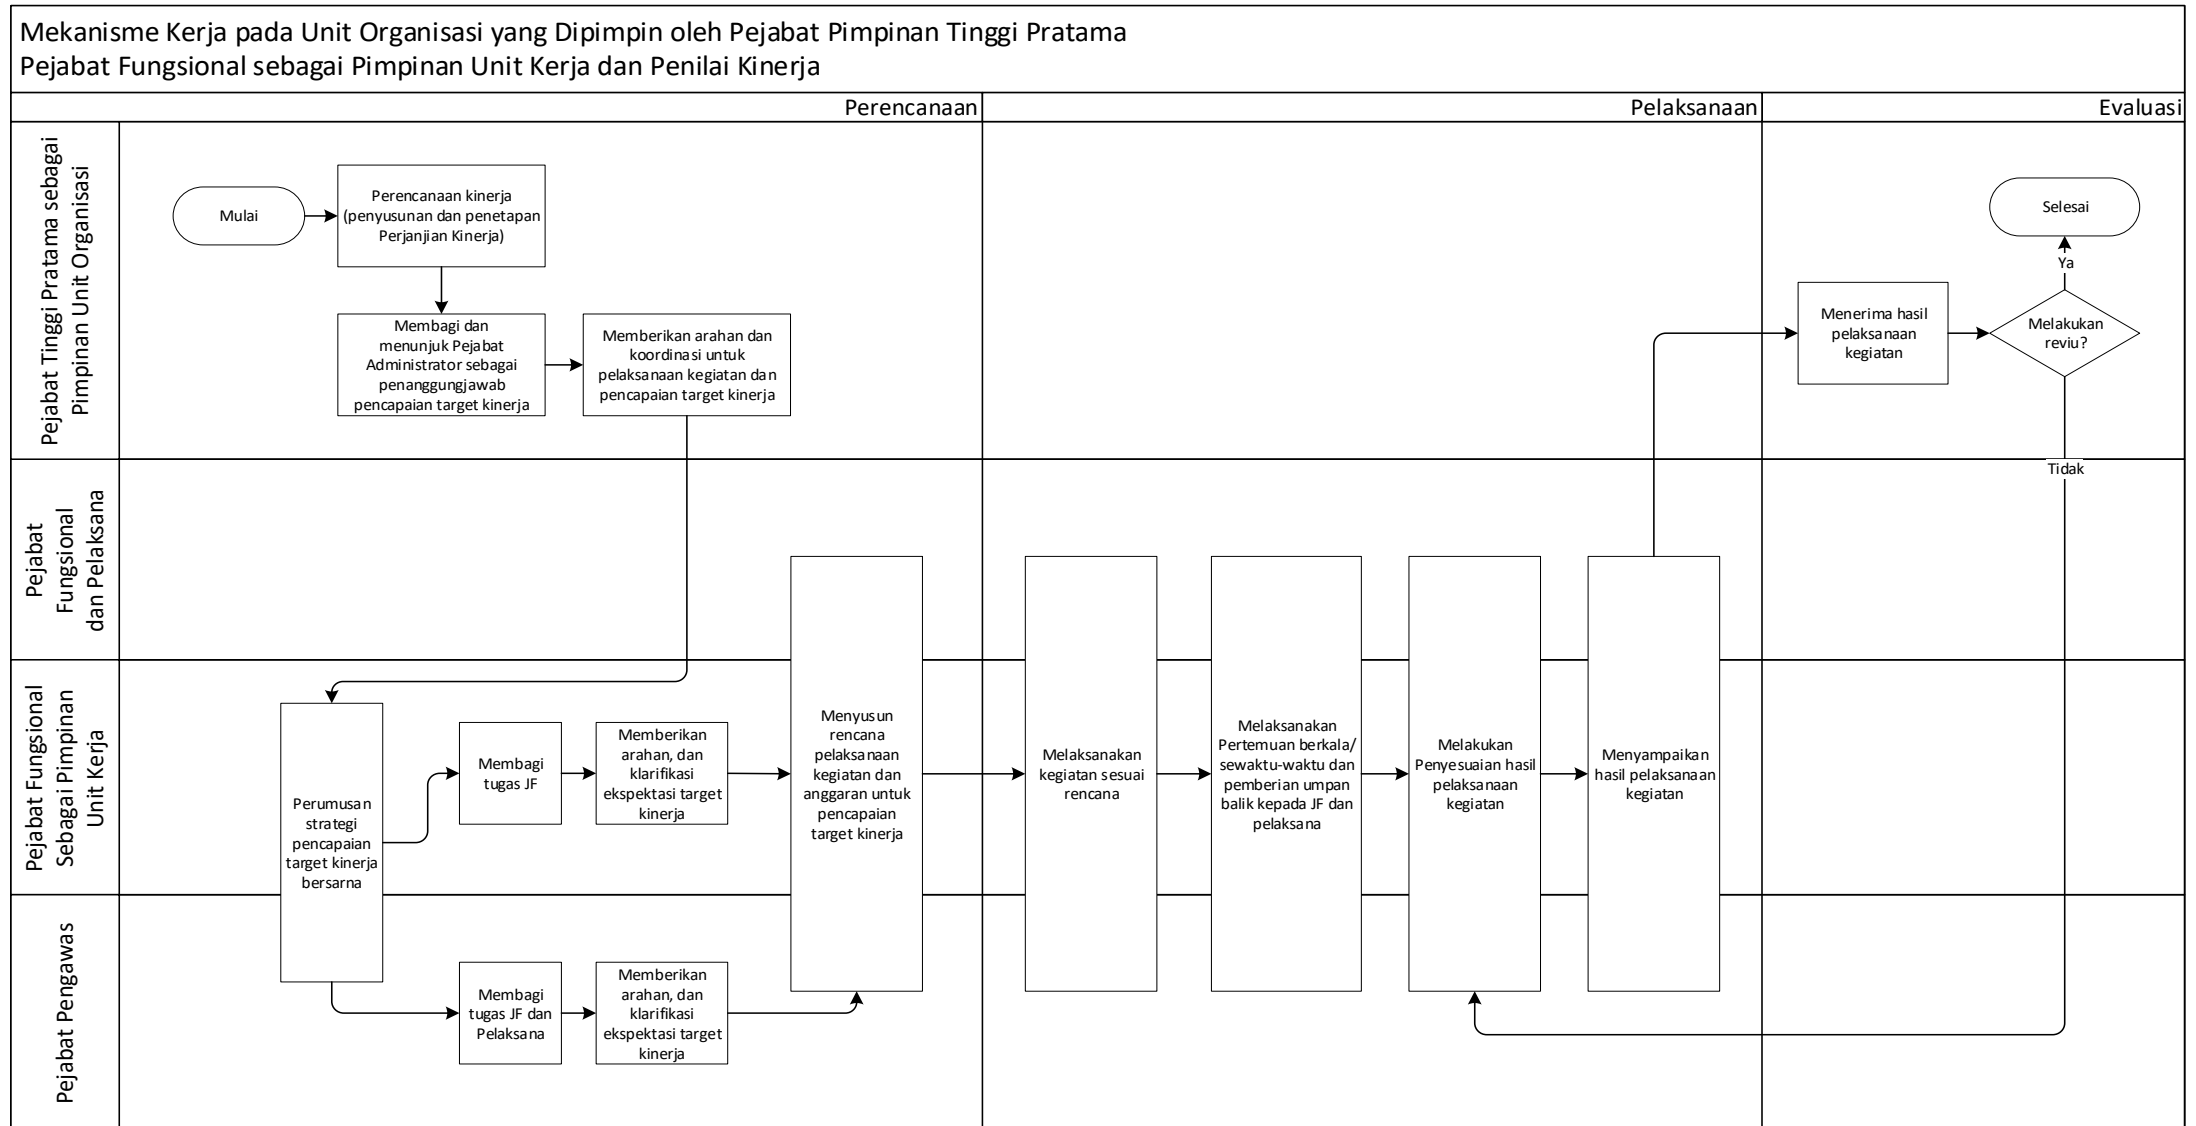 Mekanisme Kerja pada Unit Organisasi yang Dipimpin oleh Pejabat Pimpinan Tinggi Pratama
Pejabat Fungsional sebagai Pimpinan Unit Kerja dan Penilai Kinerja
Perencanaan
Pelaksanaan
Evaluasi
Pejabat Tinggi Pratama sebagai
Pimpinan Unit Organisasi
Mulai
Perencanaan kinerja
(penyusunan dan penetapan
Perjanjian Kinerja)
Membagi dan
menunjuk Pejabat
Administrator sebagai
penanggungjawab
pencapaian target kinerja
Memberikan arahan dan
koordinasi untuk
pelaksanaan kegiatan dan
pencapaian target kinerja
Menerima hasil
pelaksanaan
kegiatan
Melakukan
reviu?
Ya
Selesai
Tidak
Pejabat
Fungsional
dan Pelaksana
Pejabat Fungsional
Sebagai Pimpinan
Unit Kerja
Perumusan
strategi
pencapaian
target kinerja
bersarna
Membagi
tugas JF
Memberikan
arahan, dan
klarifikasi
ekspektasi target
kinerja
Menyusun
rencana
pelaksanaan
kegiatan dan
anggaran untuk
pencapaian
target kinerja
Melaksanakan
kegiatan sesuai
rencana
Melaksanakan
Pertemuan berkala/
sewaktu-waktu dan
pemberian umpan
balik kepada JF dan
pelaksana
Melakukan
Penyesuaian hasil
pelaksanaan
kegiatan
Menyampaikan
hasil pelaksanaan
kegiatan
Pejabat Pengawas
Membagi
tugas JF dan
Pelaksana
Memberikan
arahan, dan
klarifikasi
ekspektasi target
kinerja